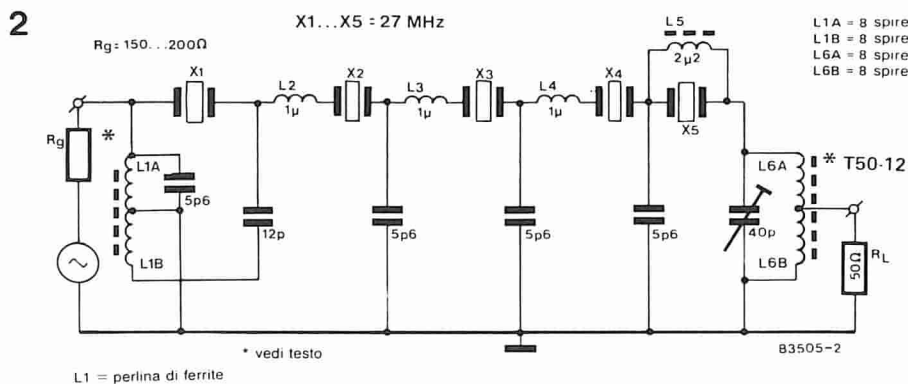 2
X1...X5 = 27 MHz
Rg = 150...200Ω
L1A = 8 spire
L1B = 8 spire
L6A = 8 spire
L6B = 8 spire
L5
2μ2
X1
L2
1μ
X2
L3
1μ
X3
L4
1μ
X4
X5
Rg
*
L1A
5p6
L1B
12p
5p6
5p6
5p6
40p
L6A
L6B
* T50-12
RL
50Ω
* vedi testo
83505-2
L1 = perlina di ferrite